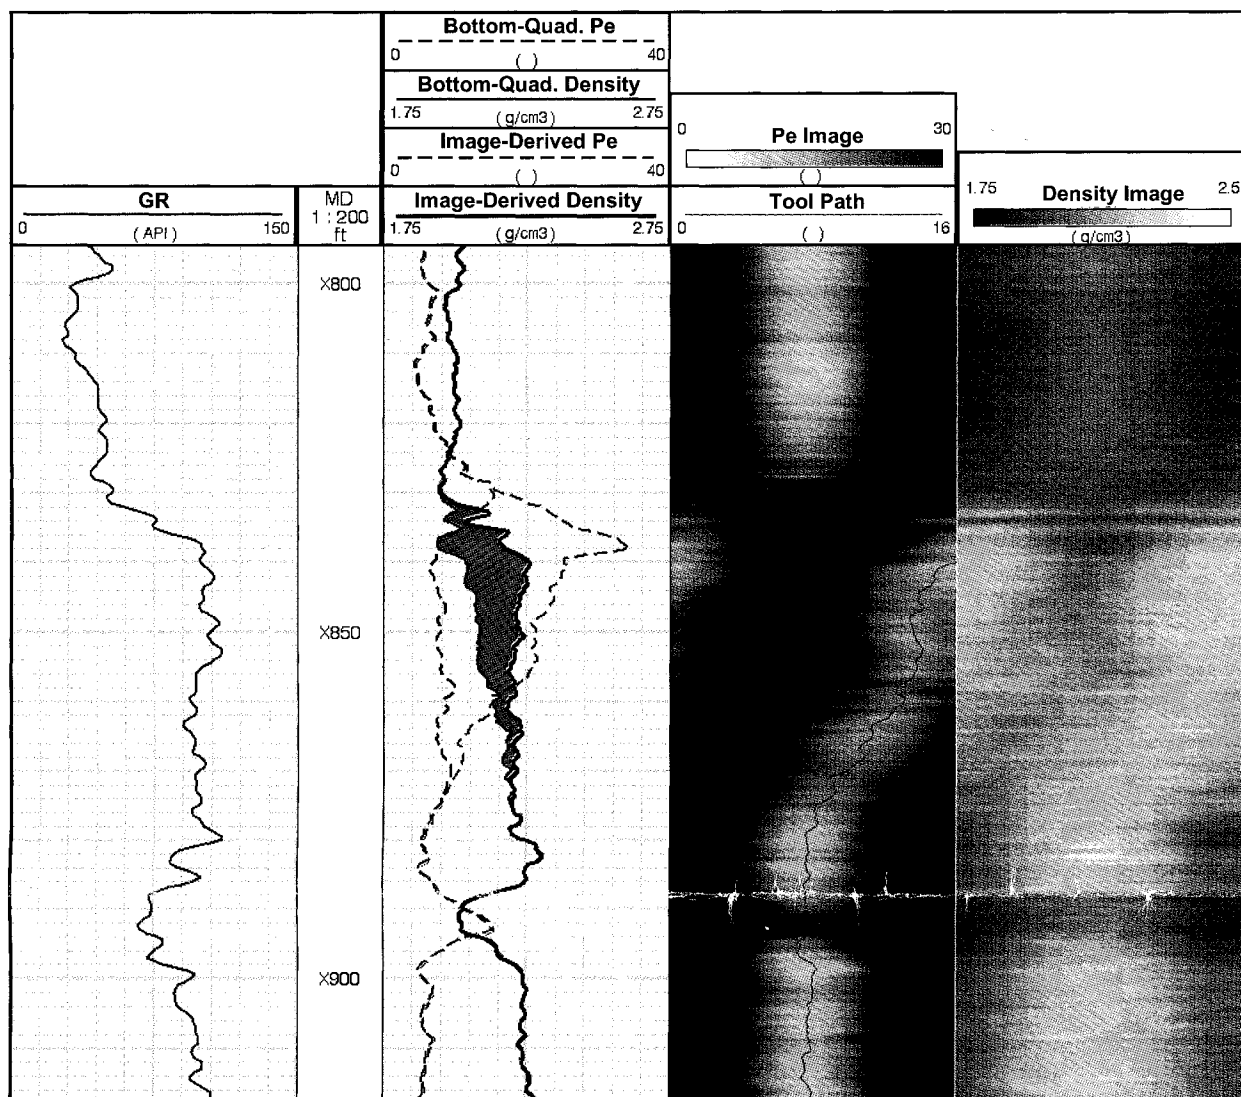 Bottom-Quad. Pe
0 ( ) 40
Bottom-Quad. Density
1.75 (g/cm3) 2.75
Image-Derived Pe
0 ( ) 40
Image-Derived Density
1.75 (g/cm3) 2.75
0 Pe Image 30
( )
Tool Path
0 ( ) 16
1.75 Density Image 2.5
(g/cm3)
GR
0 (API) 150
MD
1 : 200
ft
X800
X850
X900